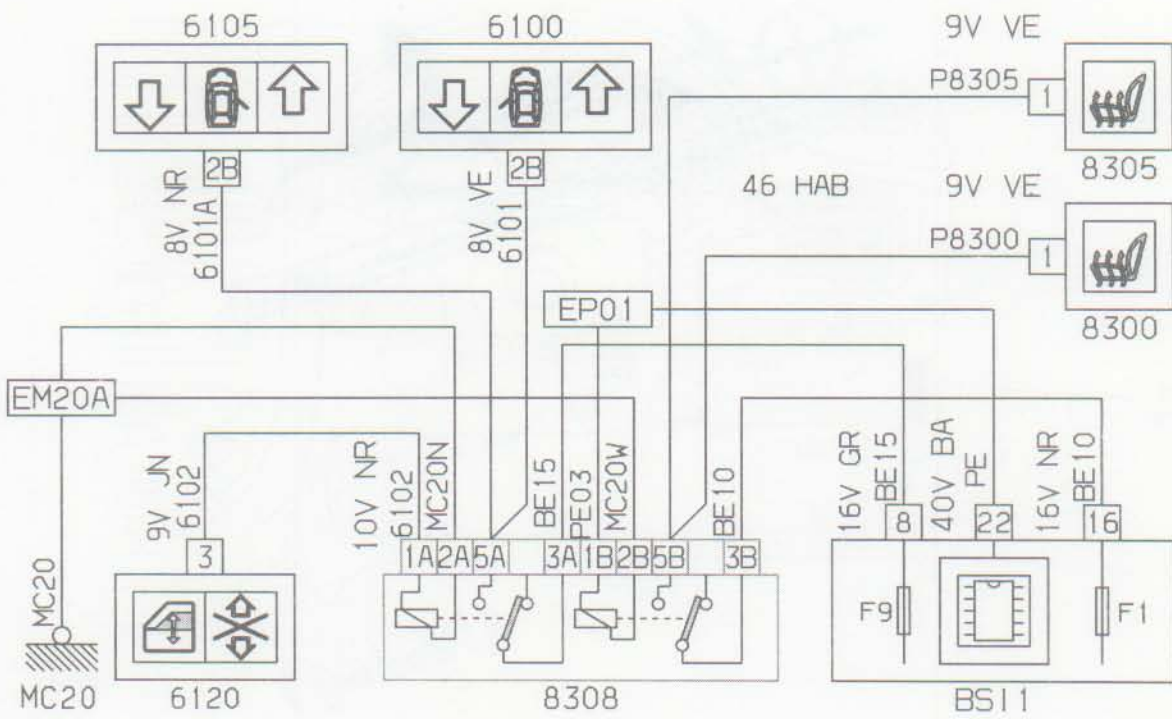 6105
6100
9V VE
P8305
1
8305
2B
2B
8V NR
6101A
8V VE
6101
46 HAB
9V VE
P8300
1
8300
EP01
EM20A
9V JN
6102
10V NR
6102
MC20N
BE15
PE03
MC20W
BE10
16V GR
BE15
40V BA
PE
16V NR
BE10
3
1A 2A 5A 3A 1B 2B 5B 3B
8 22 16
MC20
F9
F1
MC20
6120
8308
BSI1